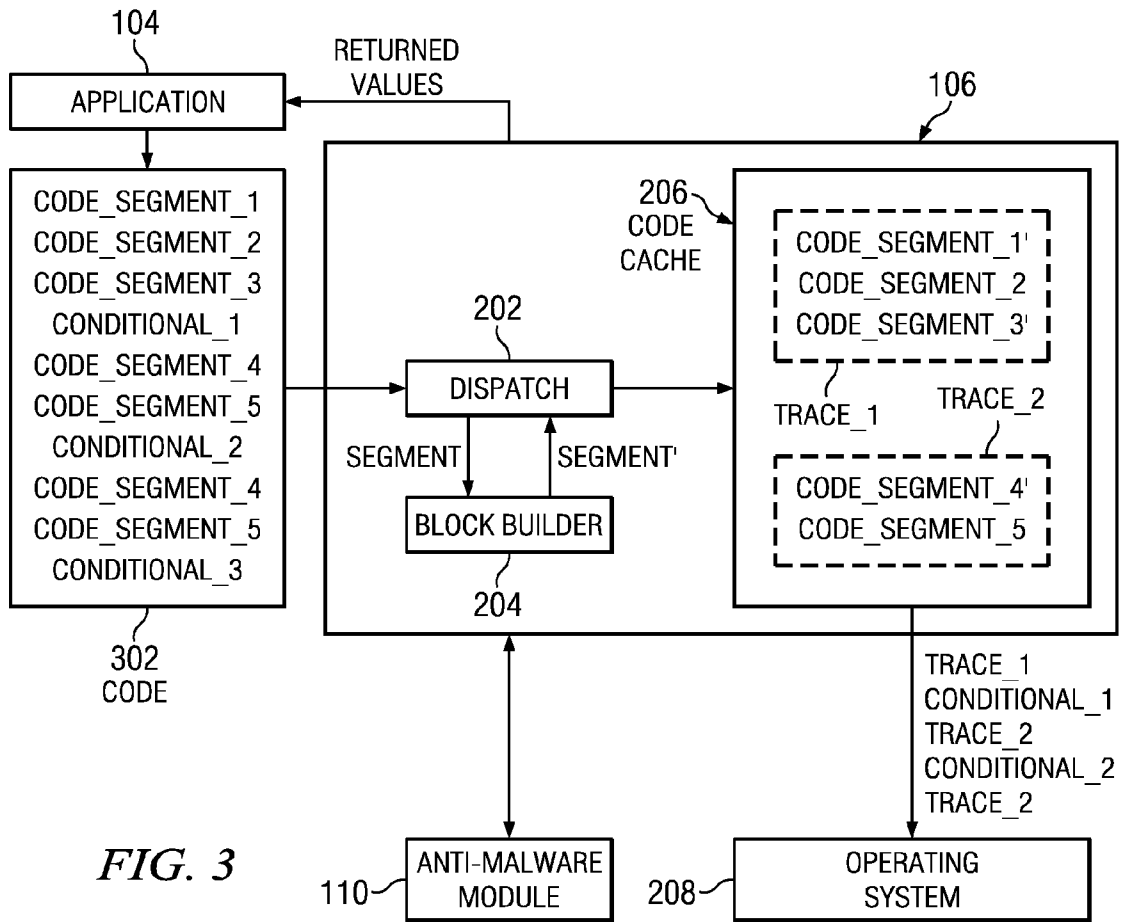 104
APPLICATION
RETURNED
VALUES
106
CODE_SEGMENT_1
CODE_SEGMENT_2
CODE_SEGMENT_3
CONDITIONAL_1
CODE_SEGMENT_4
CODE_SEGMENT_5
CONDITIONAL_2
CODE_SEGMENT_4
CODE_SEGMENT_5
CONDITIONAL_3
302
CODE
202
DISPATCH
SEGMENT
SEGMENT'
BLOCK BUILDER
204
206
CODE
CACHE
CODE_SEGMENT_1'
CODE_SEGMENT_2
CODE_SEGMENT_3'
TRACE_1
TRACE_2
CODE_SEGMENT_4'
CODE_SEGMENT_5
TRACE_1
CONDITIONAL_1
TRACE_2
CONDITIONAL_2
TRACE_2
FIG. 3
110
ANTI-MALWARE
MODULE
208
OPERATING
SYSTEM